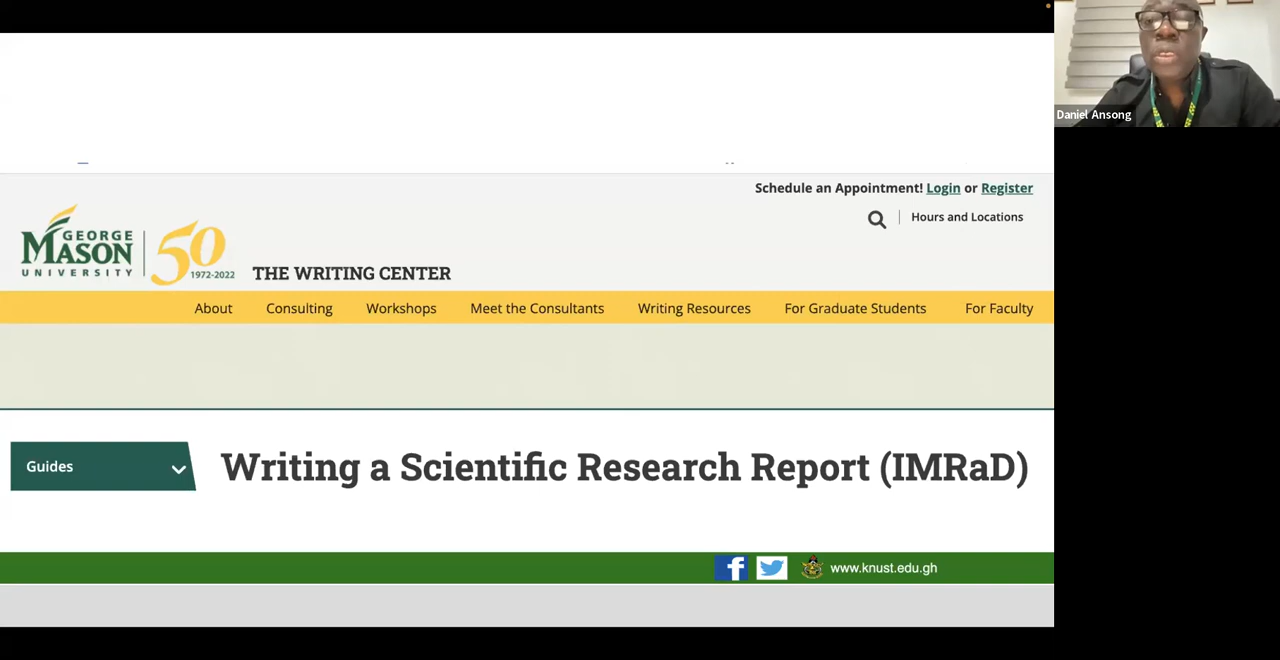 Daniel Ansong
Schedule an Appointment! Login or Register
Hours and Locations
GEORGE
MASON
UNIVERSITY
50
1972-2022
THE WRITING CENTER
About Consulting Workshops Meet the Consultants Writing Resources For Graduate Students For Faculty
Guides
Writing a Scientific Research Report (IMRaD)
www.knust.edu.gh